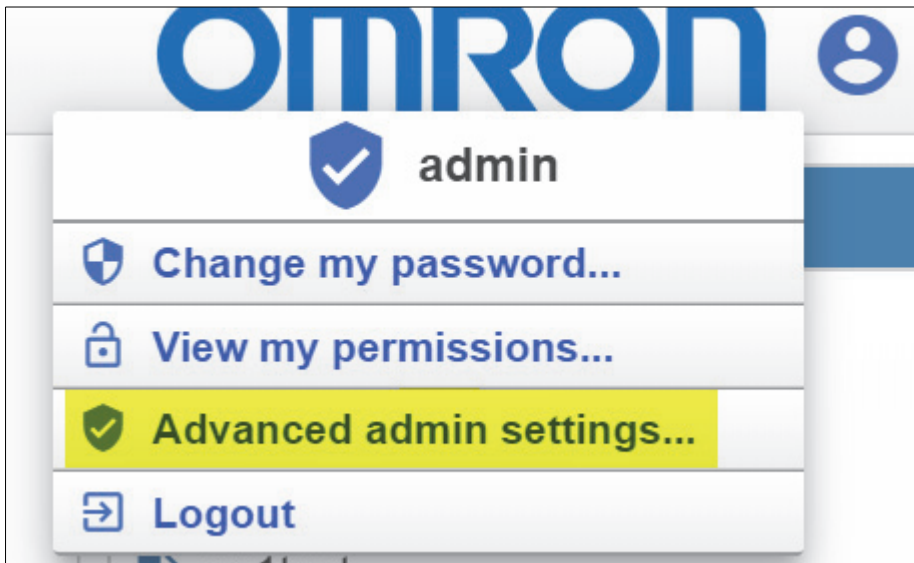 OMRON
admin
Change my password...
View my permissions...
Advanced admin settings...
Logout